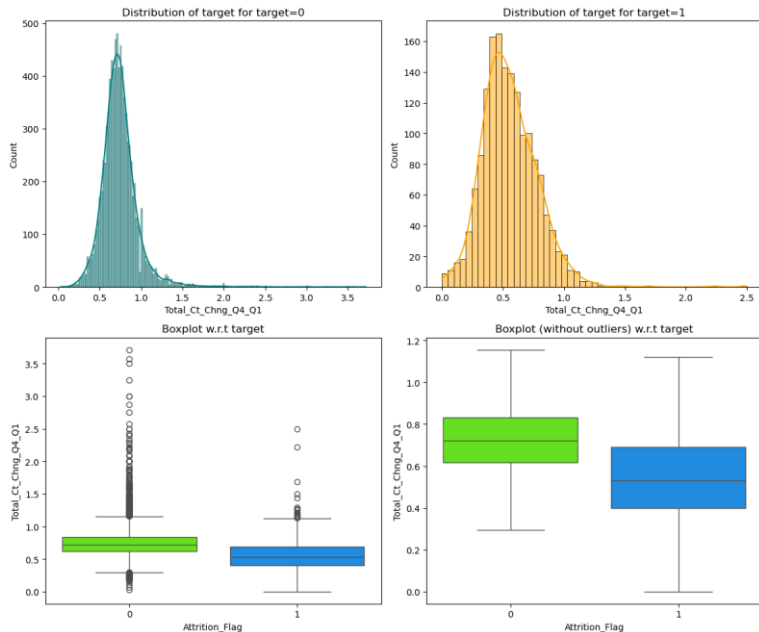 Distribution of target for target=0
500
400
300
200
100
0
Count
0.0 0.5 1.0 1.5 2.0 2.5 3.0 3.5
Total_Ct_Chng_Q4_Q1
Distribution of target for target=1
160
140
120
100
80
60
40
20
0
Count
0.0 0.5 1.0 1.5 2.0 2.5
Total_Ct_Chng_Q4_Q1
Boxplot w.r.t target
3.5
3.0
2.5
2.0
1.5
1.0
0.5
0.0
Total_Ct_Chng_Q4_Q1
0 1
Attrition_Flag
Boxplot (without outliers) w.r.t target
1.2
1.0
0.8
0.6
0.4
0.2
0.0
Total_Ct_Chng_Q4_Q1
0 1
Attrition_Flag